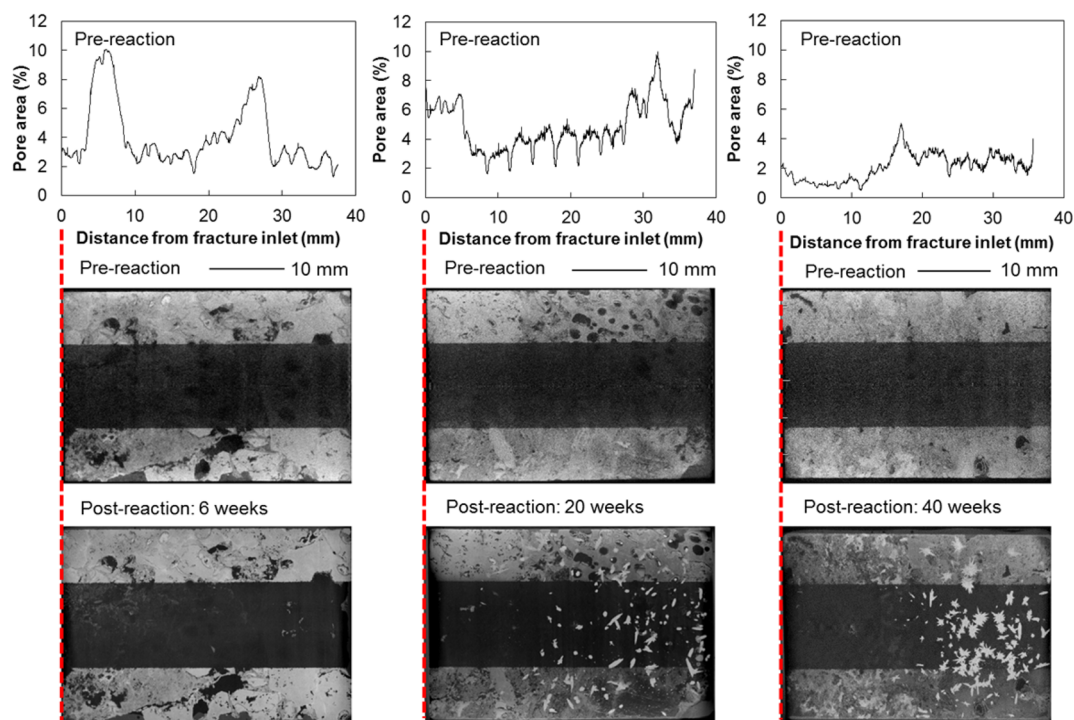 Pore area (%)
12
10
8
6
4
2
0
Pre-reaction
0
10
20
30
40
Distance from fracture inlet (mm)
Pre-reaction
10 mm
Post-reaction: 6 weeks
Pore area (%)
12
10
8
6
4
2
0
Pre-reaction
0
10
20
30
40
Distance from fracture inlet (mm)
Pre-reaction
10 mm
Post-reaction: 20 weeks
Pore area (%)
12
10
8
6
4
2
0
Pre-reaction
0
10
20
30
40
Distance from fracture inlet (mm)
Pre-reaction
10 mm
Post-reaction: 40 weeks